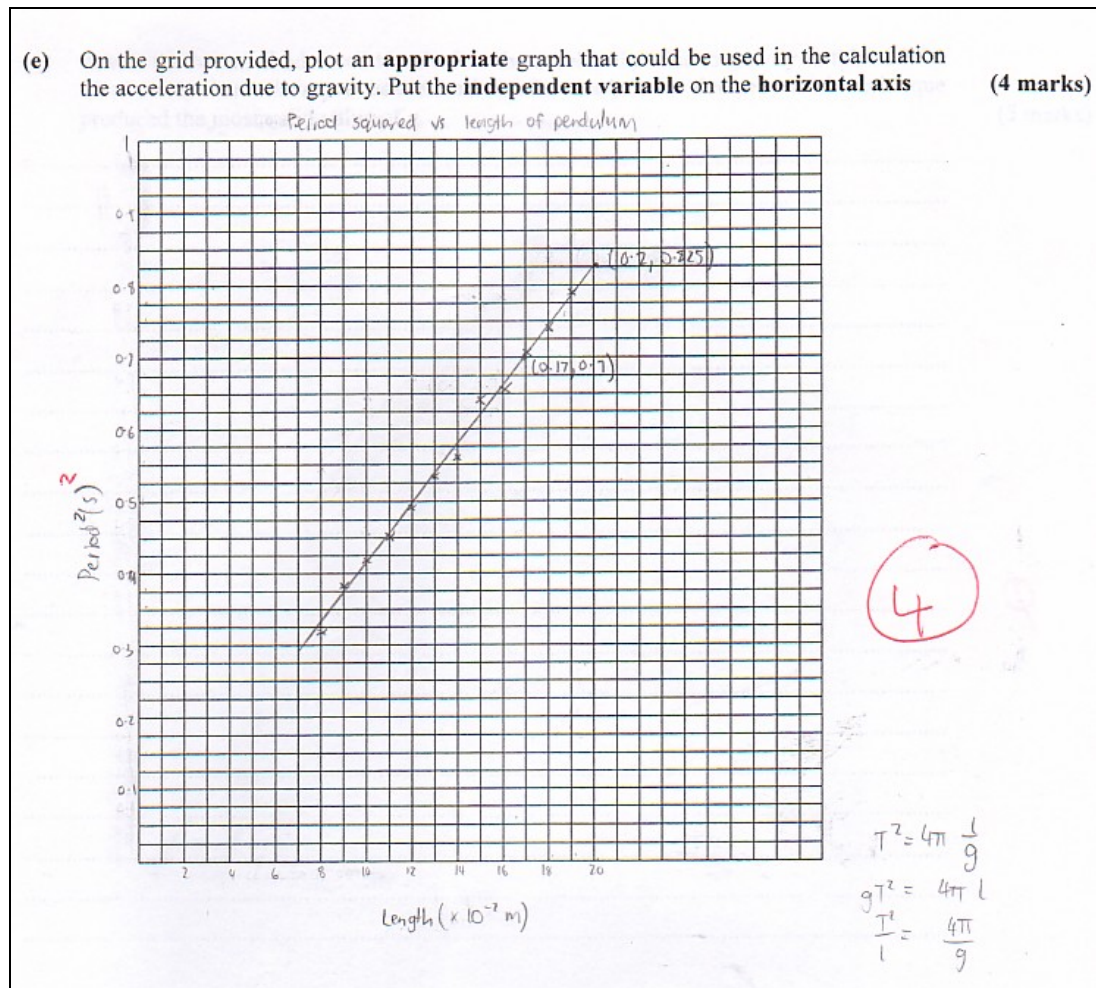 (e) On the grid provided, plot an appropriate graph that could be used in the calculation
the acceleration due to gravity. Put the independent variable on the horizontal axis (4 marks)
Period squared vs length of pendulum
1
0.9
0.8
0.7
0.6
0.5
0.4
0.3
0.2
0.1
(0.2, 0.825)
(0.17, 0.7)
Period²(s)²
2 4 6 8 10 12 14 16 18 20
Length (× 10⁻² m)
4
T² = 4π l/g
gT² = 4π l
T²/l = 4π/g